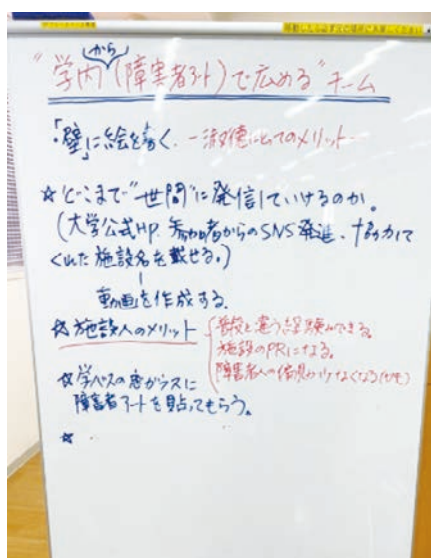 から
"学内(障害者アート)で広める"チーム
・「壁」に絵を書く.→淑徳にとってのメリット
☆どこまで"世間"に発信していけるのか。
(大学公式HP、参加者からのSNS発進、協力して
くれた施設名を載せる。)
動画を作成する。
☆施設へのメリット
普段と違う経験ができる。
施設のPRになる。
障害者への偏見がすくなくなる(かも)
☆学バスの窓ガラスに
障害者アートを貼ってもらう。
☆